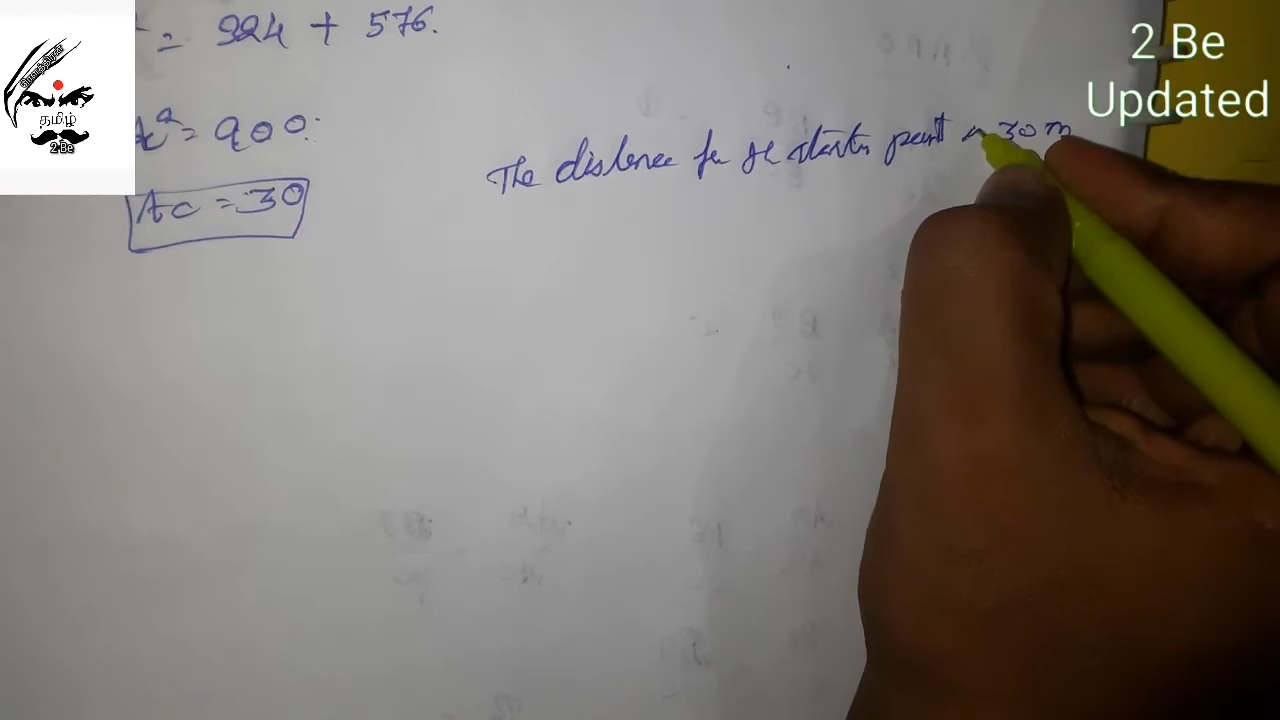 = 324 + 576.
AC² = 900.
AC = 30
The distance from the starting point is 30 m
2 Be
Updated
தமிழ்
2 Be